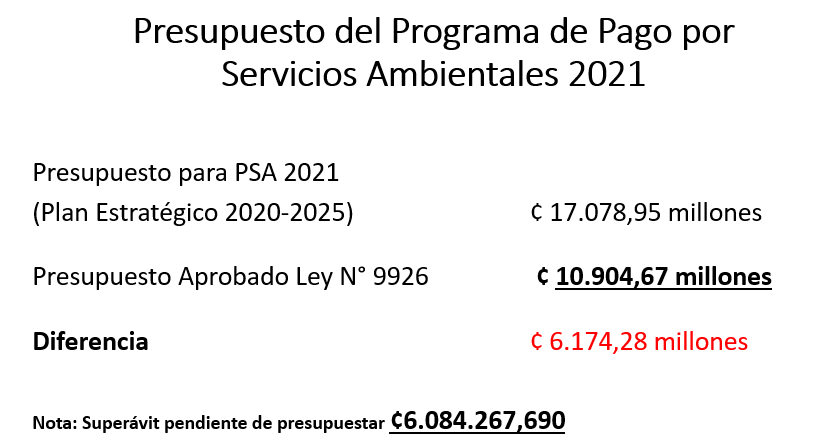 Presupuesto del Programa de Pago por
Servicios Ambientales 2021
Presupuesto para PSA 2021
(Plan Estratégico 2020-2025) ₵ 17.078,95 millones
Presupuesto Aprobado Ley N° 9926 ₵ 10.904,67 millones
Diferencia ₵ 6.174,28 millones
Nota: Superávit pendiente de presupuestar ₵6.084.267,690